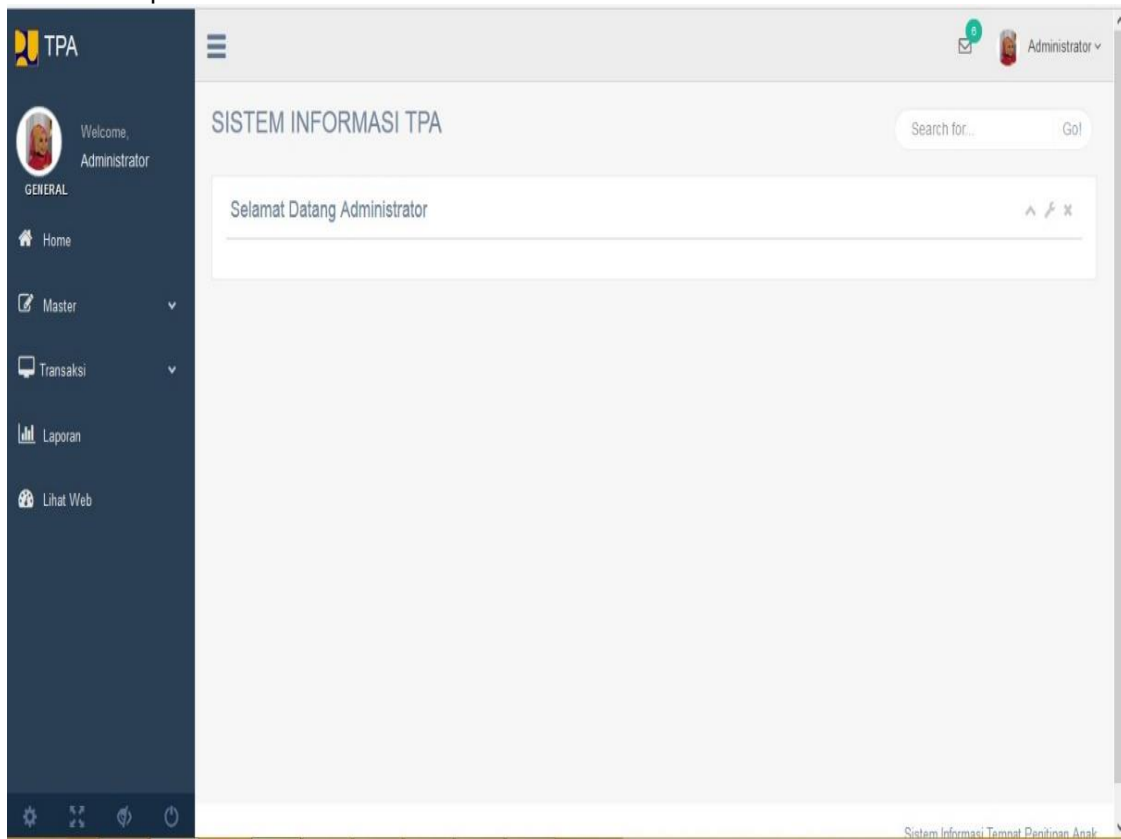 TPA
6
Administrator
Welcome,
Administrator
GENERAL
SISTEM INFORMASI TPA
Search for...
Go!
Selamat Datang Administrator
Home
Master
Transaksi
Laporan
Lihat Web
Sistem Informasi Tempat Penitipan Anak